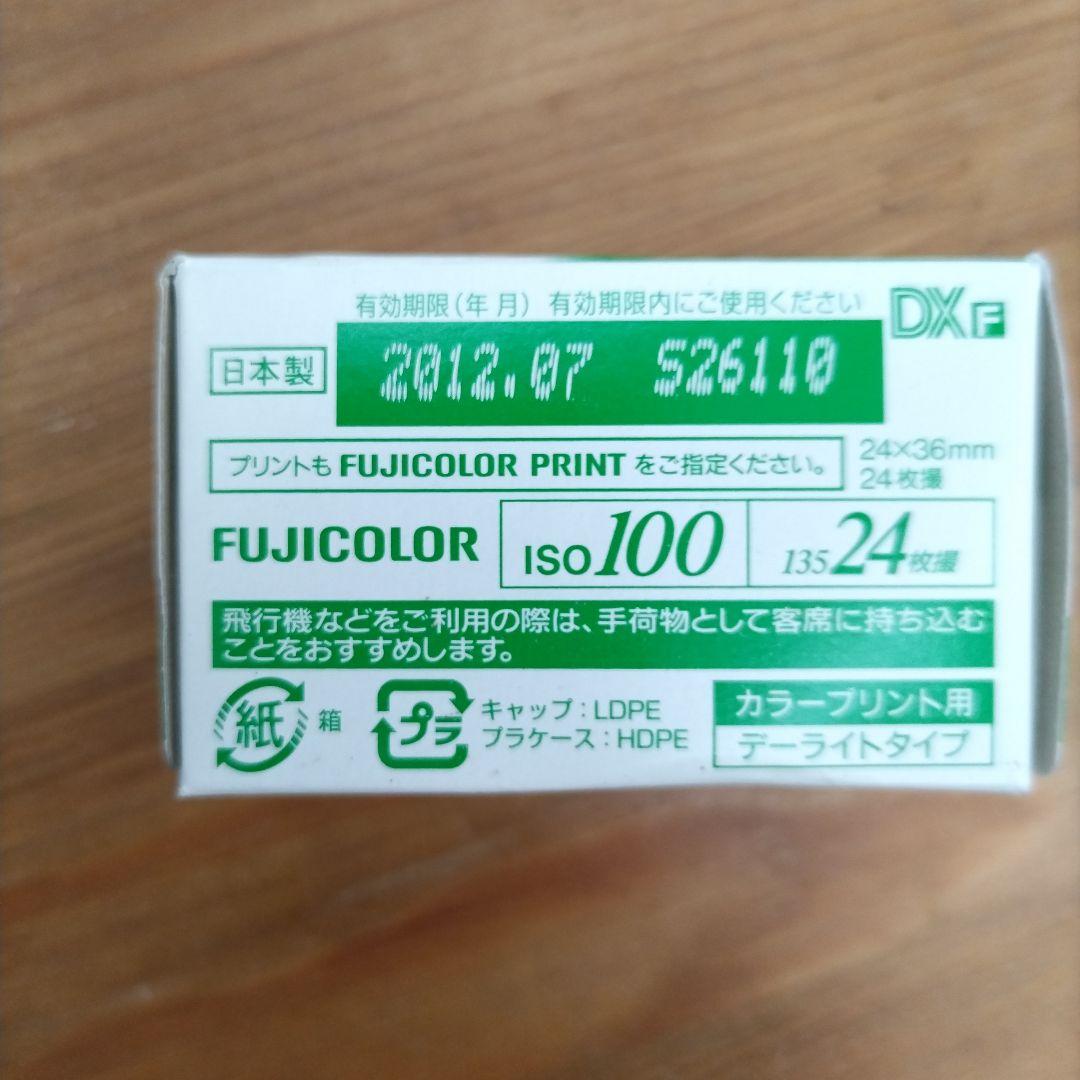 有効期限(年 月) 有効期限内にご使用ください
DX F
日本製
2012.07 S26110
プリントも FUJICOLOR PRINT をご指定ください。
24×36mm
24枚撮
FUJICOLOR
ISO 100
135 24枚撮
飛行機などをご利用の際は、手荷物として客席に持ち込む
ことをおすすめします。
紙 箱
プラ
キャップ:LDPE
プラケース:HDPE
カラープリント用
デーライトタイプ